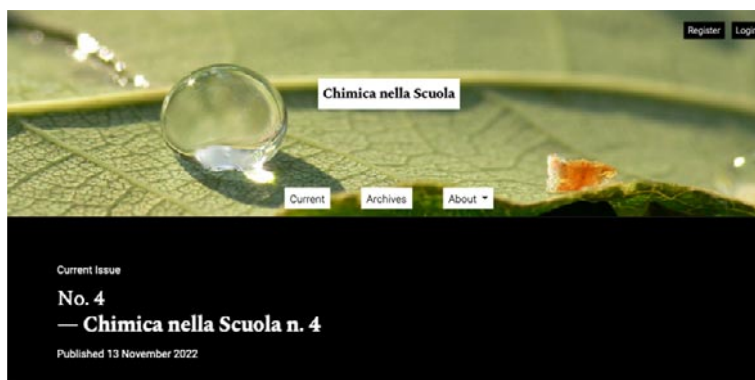 Register Login
Chimica nella Scuola
Current Archives About
Current Issue
No. 4
— Chimica nella Scuola n. 4
Published 13 November 2022